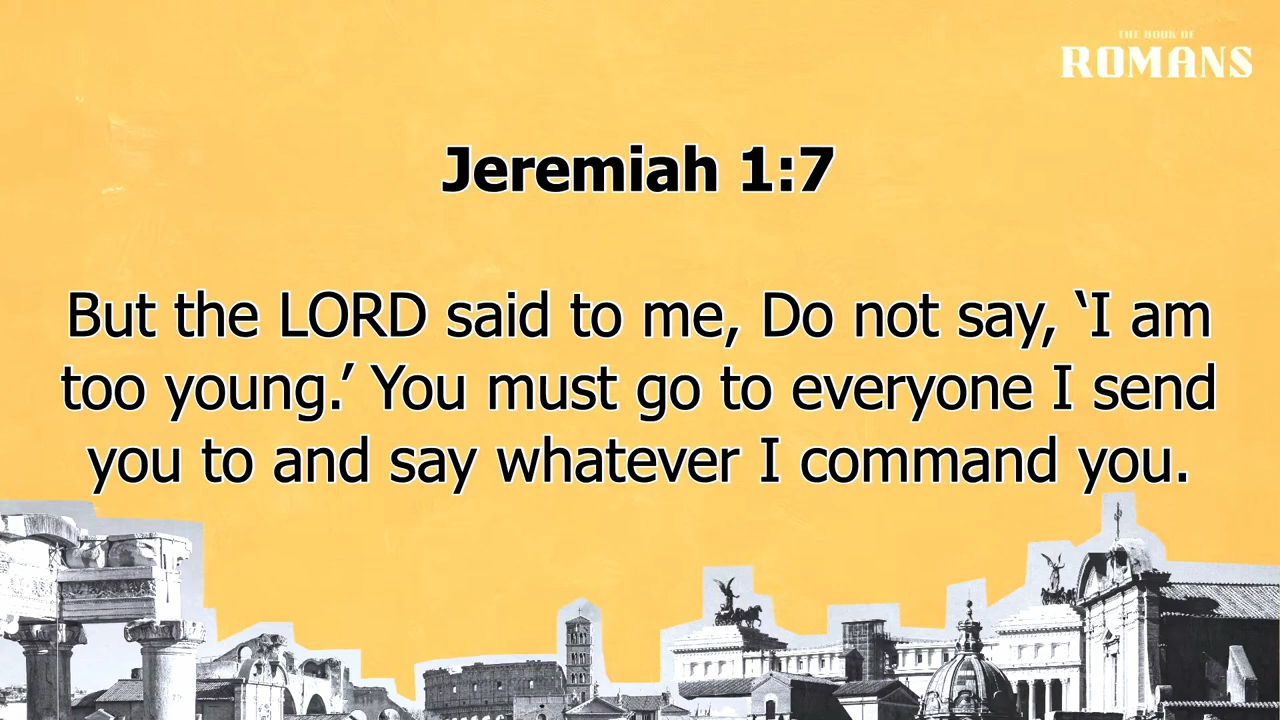 THE BOOK OF
ROMANS
Jeremiah 1:7
But the LORD said to me, Do not say, ‘I am
too young.’ You must go to everyone I send
you to and say whatever I command you.